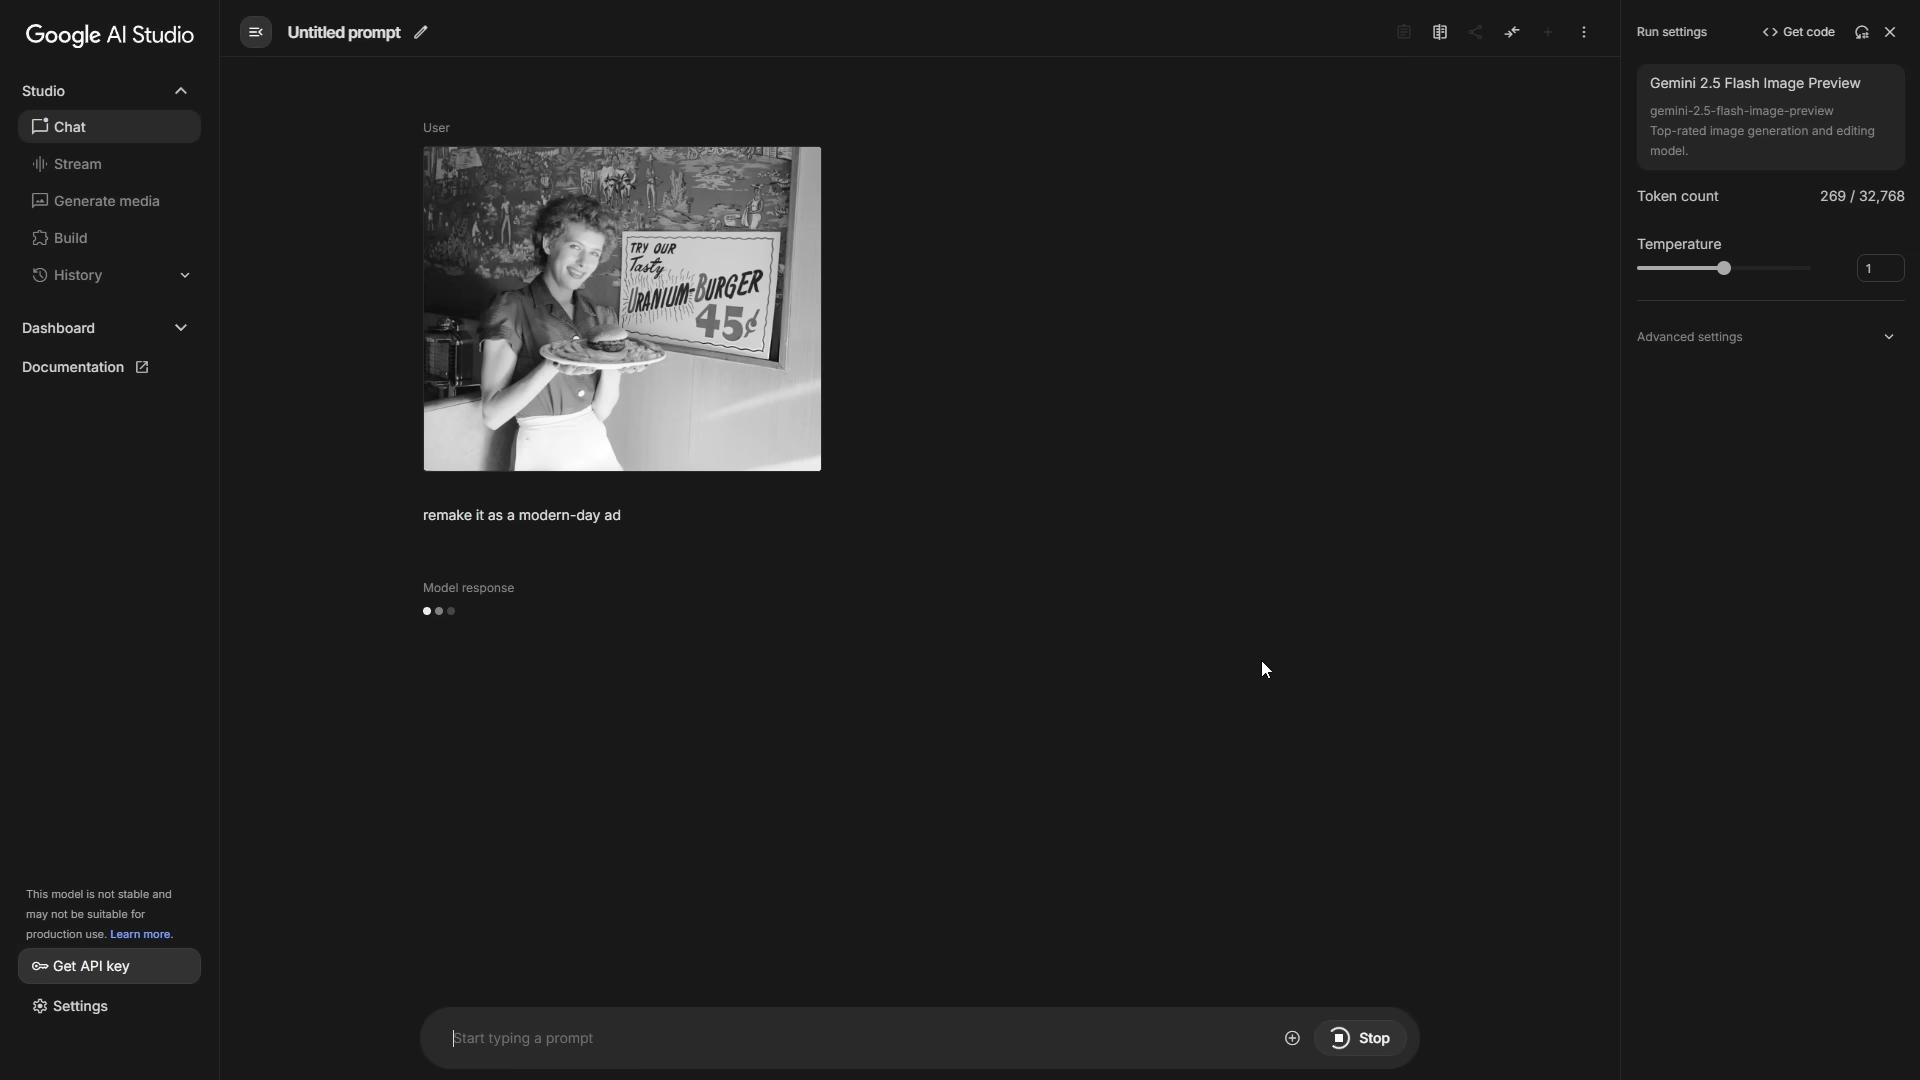 Google AI Studio
Studio
Chat
Stream
Generate media
Build
History
Dashboard
Documentation
This model is not stable and
may not be suitable for
production use. Learn more.
Get API key
Settings
Untitled prompt
User
TRY OUR
Tasty
URANIUM-BURGER
45¢
remake it as a modern-day ad
Model response
Start typing a prompt
Stop
Run settings
Get code
Gemini 2.5 Flash Image Preview
gemini-2.5-flash-image-preview
Top-rated image generation and editing
model.
Token count 269 / 32,768
Temperature
1
Advanced settings